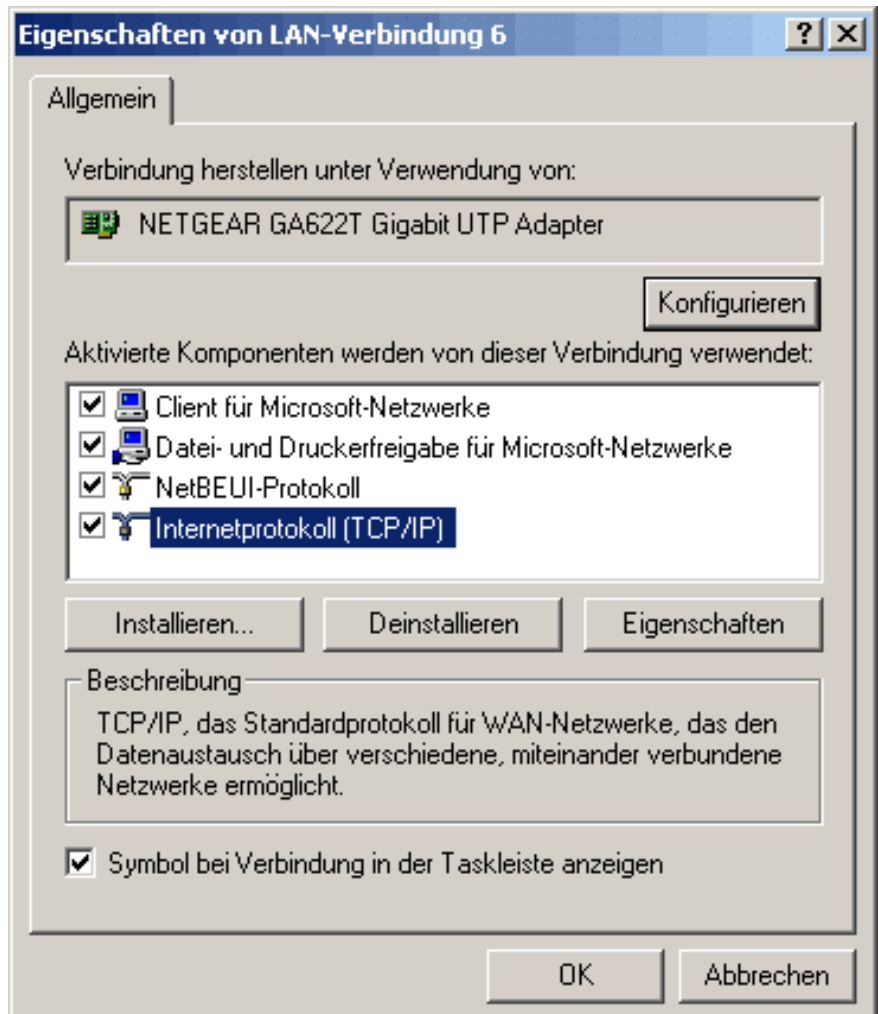 Eigenschaften von LAN-Verbindung 6
Allgemein
Verbindung herstellen unter Verwendung von:
NETGEAR GA622T Gigabit UTP Adapter
Konfigurieren
Aktivierte Komponenten werden von dieser Verbindung verwendet:
Client für Microsoft-Netzwerke
Datei- und Druckerfreigabe für Microsoft-Netzwerke
NetBEUI-Protokoll
Internetprotokoll (TCP/IP)
Installieren... Deinstallieren Eigenschaften
Beschreibung
TCP/IP, das Standardprotokoll für WAN-Netzwerke, das den
Datenaustausch über verschiedene, miteinander verbundene
Netzwerke ermöglicht.
Symbol bei Verbindung in der Taskleiste anzeigen
OK Abbrechen